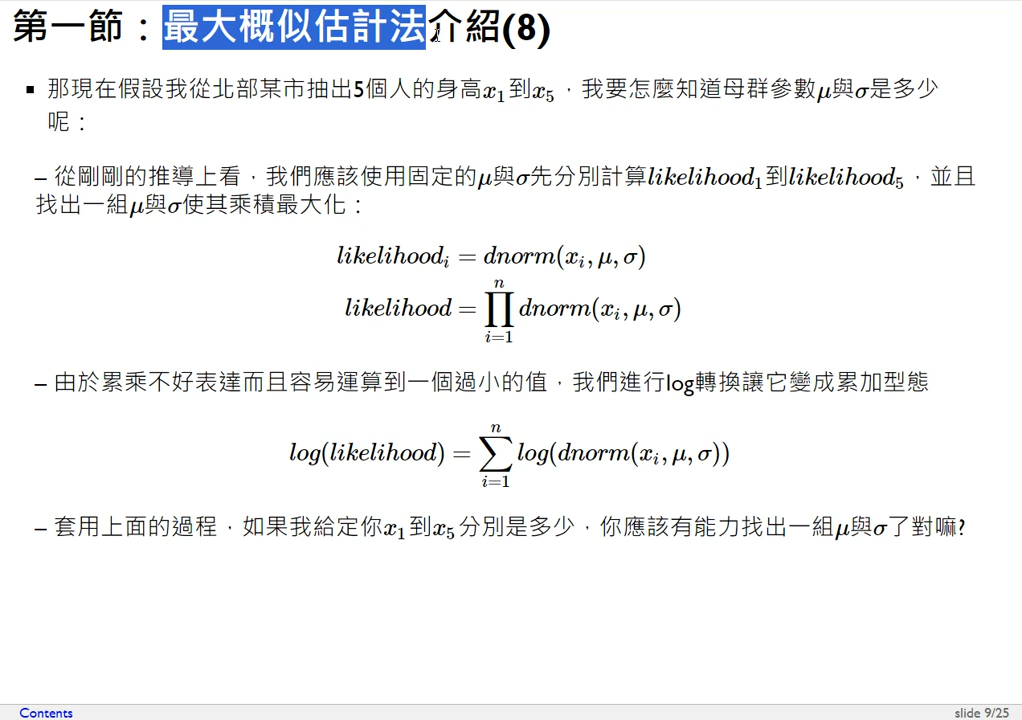 第一節：最大概似估計法介紹(8)
▪ 那現在假設我從北部某市抽出5個人的身高x₁到x₅，我要怎麼知道母群參數μ與σ是多少
呢：
– 從剛剛的推導上看，我們應該使用固定的μ與σ先分別計算likelihood₁到likelihood₅，並且
找出一組μ與σ使其乘積最大化：
likelihoodᵢ = dnorm(xᵢ, μ, σ)
likelihood = ∏ᵢ₌₁ⁿ dnorm(xᵢ, μ, σ)
– 由於累乘不好表達而且容易運算到一個過小的值，我們進行log轉換讓它變成累加型態
log(likelihood) = ∑ᵢ₌₁ⁿ log(dnorm(xᵢ, μ, σ))
– 套用上面的過程，如果我給定你x₁到x₅分別是多少，你應該有能力找出一組μ與σ了對嘛?
Contents
slide 9/25